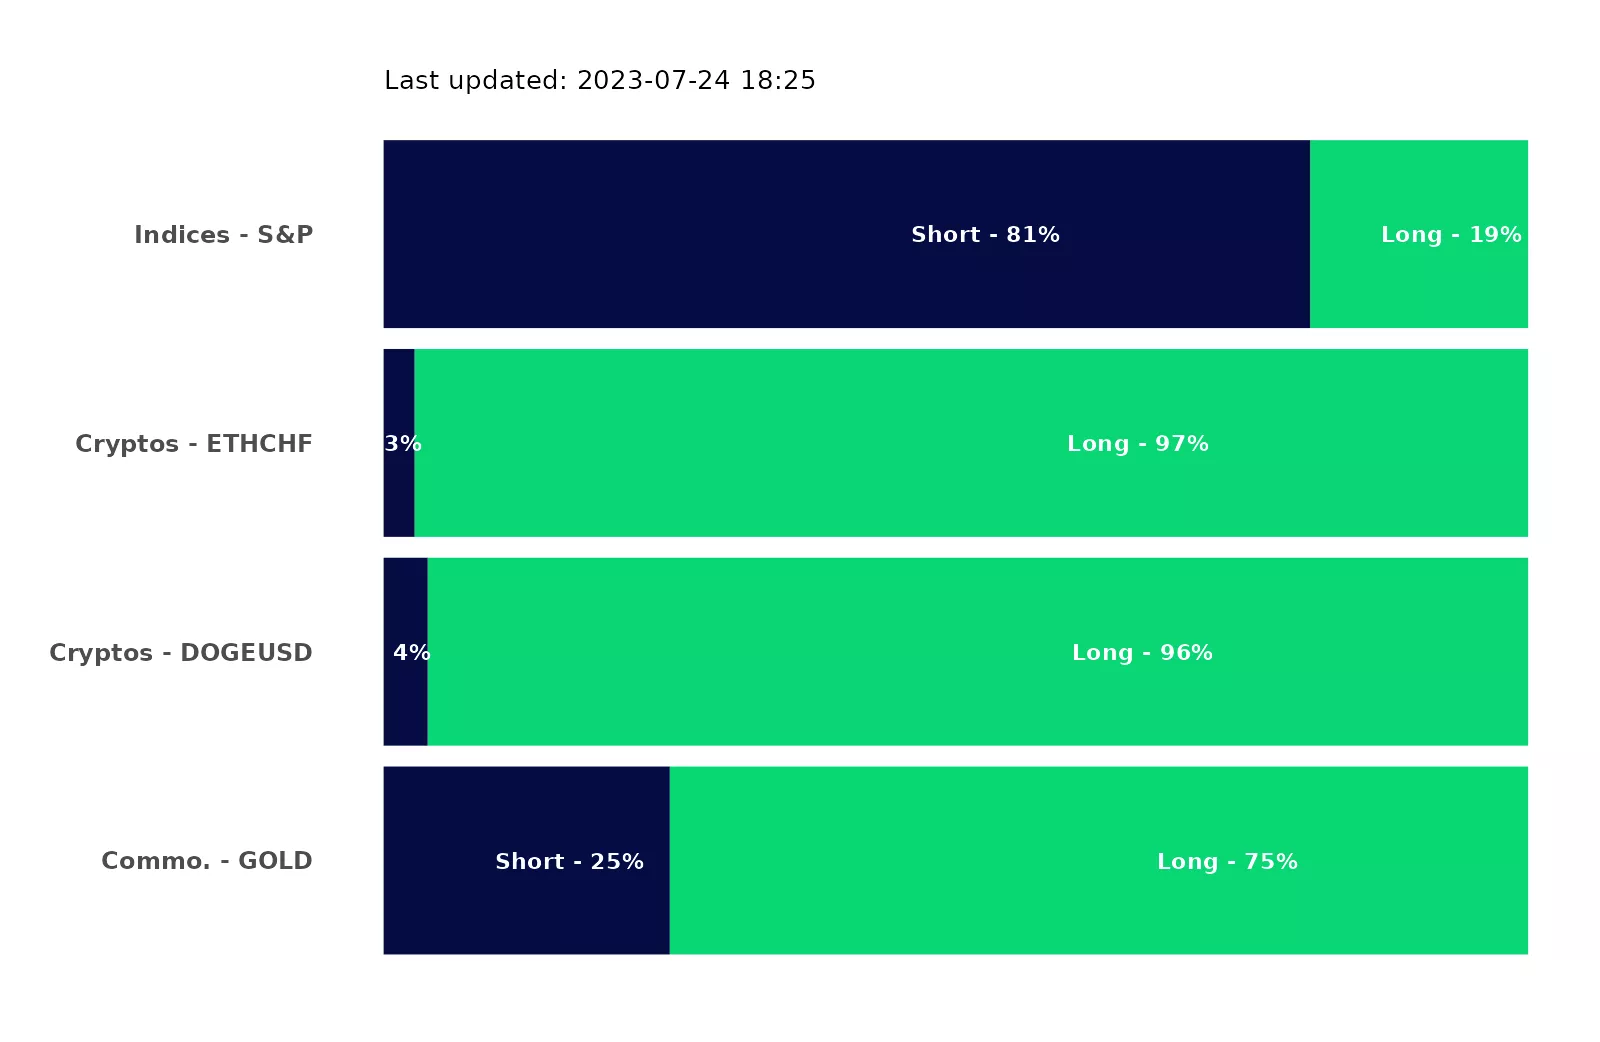 Last updated: 2023-07-24 18:25
Indices - S&P Short - 81% Long - 19%
Cryptos - ETHCHF 3% Long - 97%
Cryptos - DOGEUSD 4% Long - 96%
Commo. - GOLD Short - 25% Long - 75%